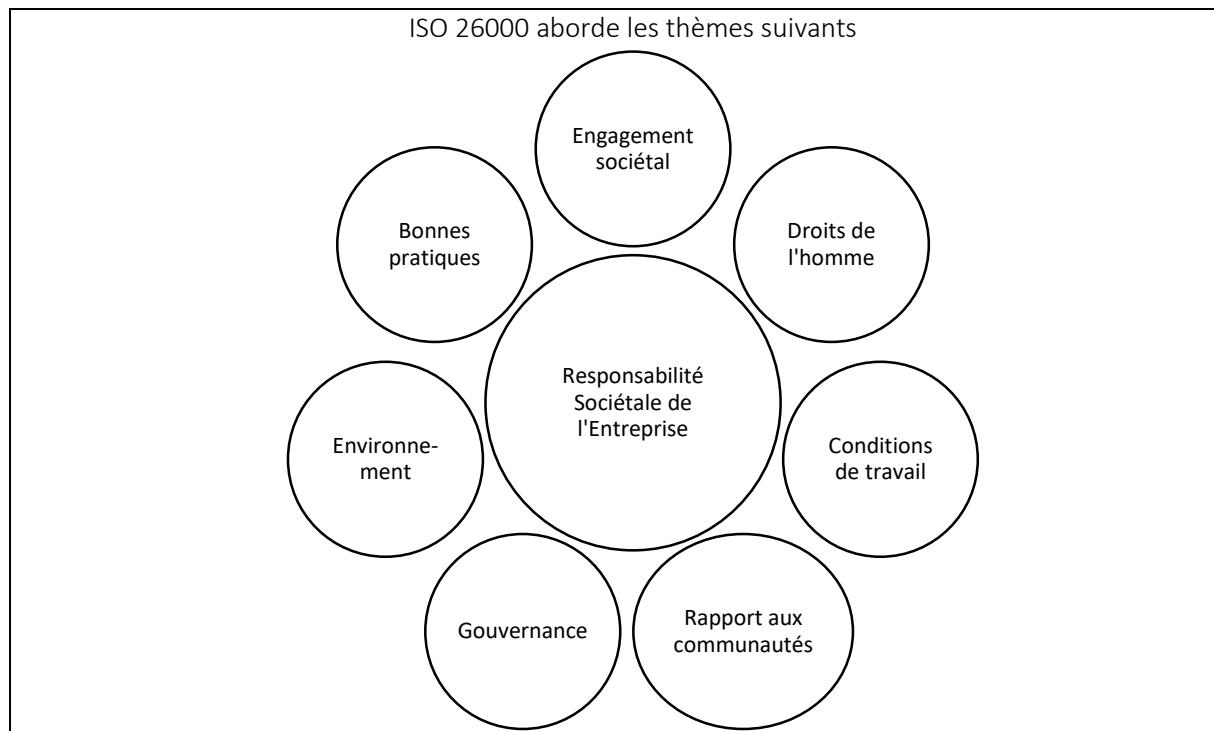 ISO 26000 aborde les thèmes suivants
Engagement
sociétal
Droits de
l'homme
Conditions
de travail
Rapport aux
communautés
Gouvernance
Environne-
ment
Bonnes
pratiques
Responsabilité
Sociétale de
l'Entreprise